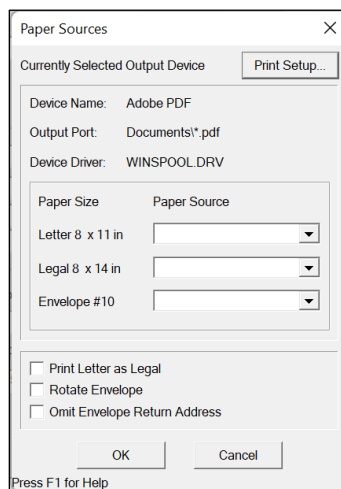 Paper Sources
Currently Selected Output Device Print Setup...
Device Name: Adobe PDF
Output Port: Documents\*.pdf
Device Driver: WINSPOOL.DRV
Paper Size Paper Source
Letter 8 x 11 in
Legal 8 x 14 in
Envelope #10
Print Letter as Legal
Rotate Envelope
Omit Envelope Return Address
OK Cancel
Press F1 for Help